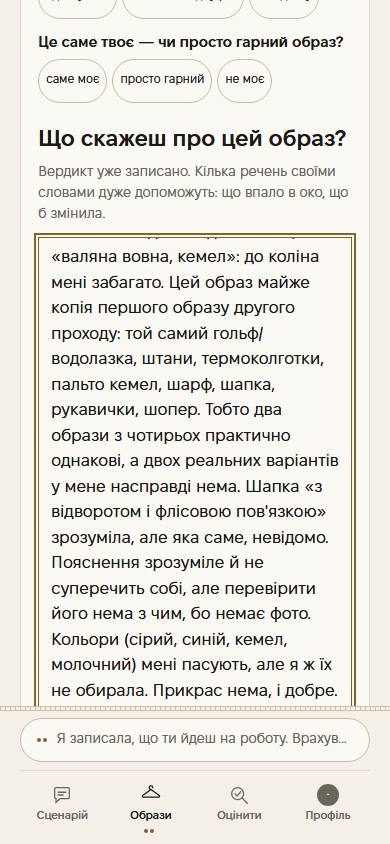 Це саме твоє — чи просто гарний образ?
саме моє
просто гарний
не моє
Що скажеш про цей образ?
Вердикт уже записано. Кілька речень своїми
словами дуже допоможуть: що впало в око, що
б змінила.
«валяна вовна, кемел»: до коліна
мені забагато. Цей образ майже
копія першого образу другого
проходу: той самий гольф/
водолазка, штани, термоколготки,
пальто кемел, шарф, шапка,
рукавички, шопер. Тобто два
образи з чотирьох практично
однакові, а двох реальних варіантів
у мене насправді нема. Шапка «з
відворотом і флісовою пов'язкою»
зрозуміла, але яка саме, невідомо.
Пояснення зрозуміле й не
суперечить собі, але перевірити
його нема з чим, бо немає фото.
Кольори (сірий, синій, кемел,
молочний) мені пасують, але я ж їх
не обирала. Прикрас нема, і добре.
Я записала, що ти йдеш на роботу. Врахув...
Сценарій
Образи
Оцінити
Профіль